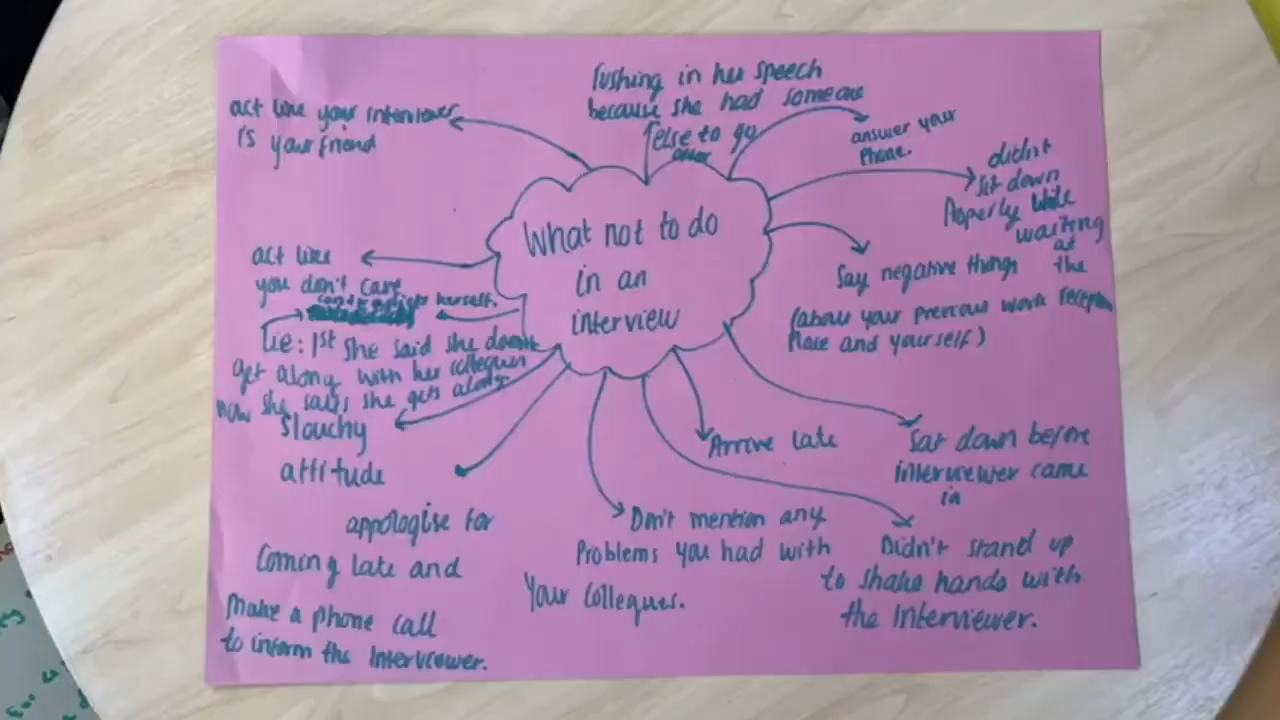 What not to do
in an
interview
rushing in her speech
because she had someone
else to go
after
answer your
Phone.
didn't
sit down
Properly while
waiting
at
the
reception
Say negative things
(about your previous work
Place and yourself)
Sat down before
interviewer came
in
Arrive late
Didn't stand up
to shake hands with
the Interviewer.
Don't mention any
Problems you had with
Your Collegues.
appologise for
Coming late and
Make a phone call
to inform the Interviewer.
Slouchy
attitude
herself.
Lie: 1st she said she doesn't
get along with her collegues
now she says she gets along
act like
you don't care
act like your interviewer
is your friend